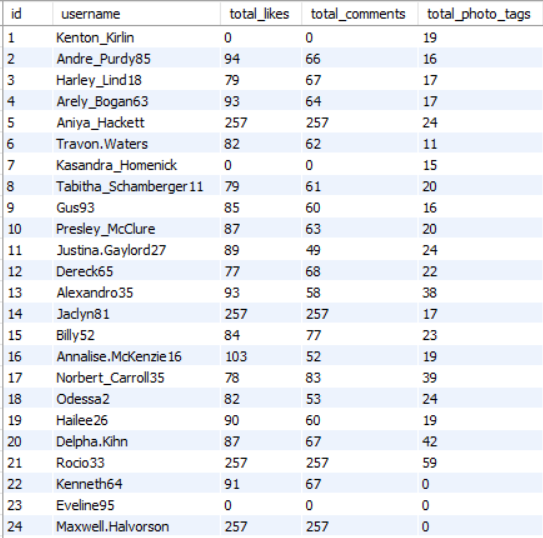 id username total_likes total_comments total_photo_tags
1 Kenton_Kirlin 0 0 19
2 Andre_Purdy85 94 66 16
3 Harley_Lind18 79 67 17
4 Arely_Bogan63 93 64 17
5 Aniya_Hackett 257 257 24
6 Travon.Waters 82 62 11
7 Kasandra_Homenick 0 0 15
8 Tabitha_Schamberger11 79 61 20
9 Gus93 85 60 16
10 Presley_McClure 87 63 20
11 Justina.Gaylord27 89 49 24
12 Dereck65 77 68 22
13 Alexandro35 93 58 38
14 Jaclyn81 257 257 17
15 Billy52 84 77 23
16 Annalise.McKenzie16 103 52 19
17 Norbert_Carroll35 78 83 39
18 Odessa2 82 53 24
19 Hailee26 90 60 19
20 Delpha.Kihn 87 67 42
21 Rocio33 257 257 59
22 Kenneth64 91 67 0
23 Eveline95 0 0 0
24 Maxwell.Halvorson 257 257 0